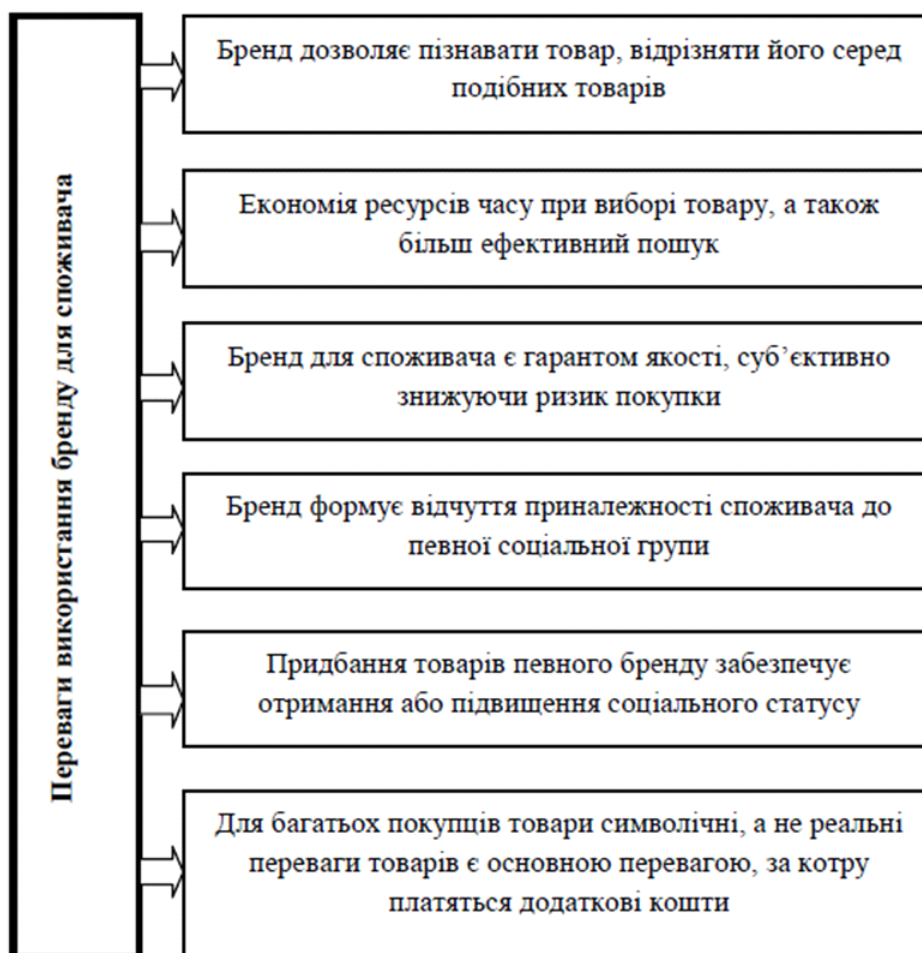 Переваги використання бренду для споживача
Бренд дозволяє пізнавати товар, відрізняти його серед
подібних товарів
Економія ресурсів часу при виборі товару, а також
більш ефективний пошук
Бренд для споживача є гарантом якості, суб’єктивно
знижуючи ризик покупки
Бренд формує відчуття приналежності споживача до
певної соціальної групи
Придбання товарів певного бренду забезпечує
отримання або підвищення соціального статусу
Для багатьох покупців товари символічні, а не реальні
переваги товарів є основною перевагою, за котру
платяться додаткові кошти